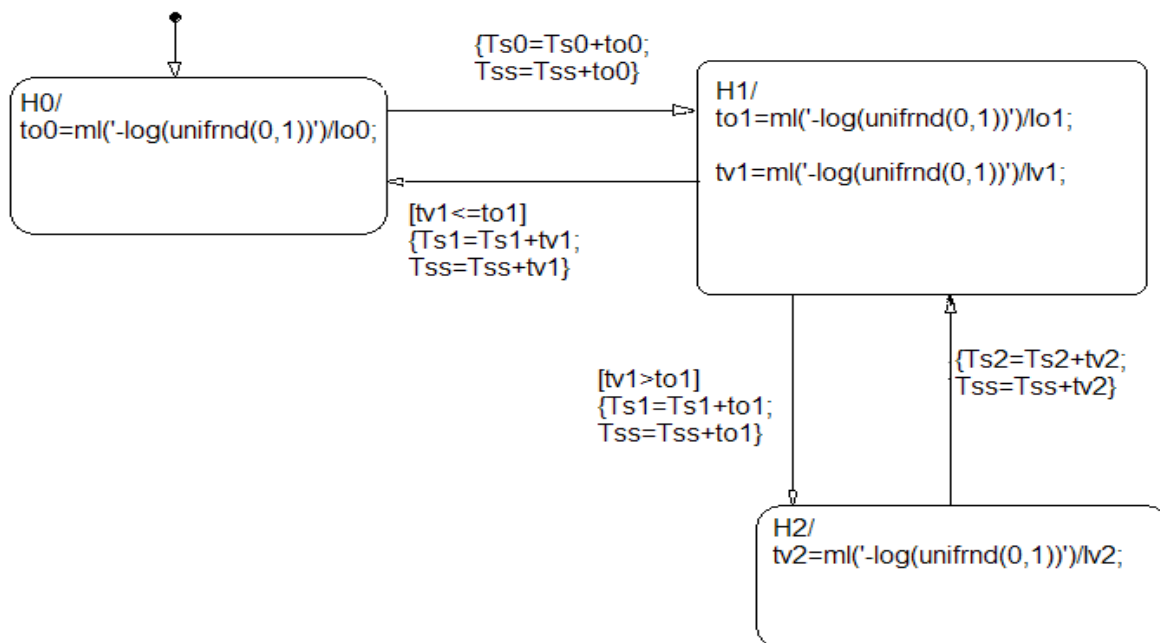 {Ts0=Ts0+to0;
Tss=Tss+to0}
H0/
to0=ml('-log(unifrnd(0,1))')/lo0;
H1/
to1=ml('-log(unifrnd(0,1))')/lo1;
tv1=ml('-log(unifrnd(0,1))')/lv1;
[tv1<=to1]
{Ts1=Ts1+tv1;
Tss=Tss+tv1}
[tv1>to1]
{Ts1=Ts1+to1;
Tss=Tss+to1}
{Ts2=Ts2+tv2;
Tss=Tss+tv2}
H2/
tv2=ml('-log(unifrnd(0,1))')/lv2;